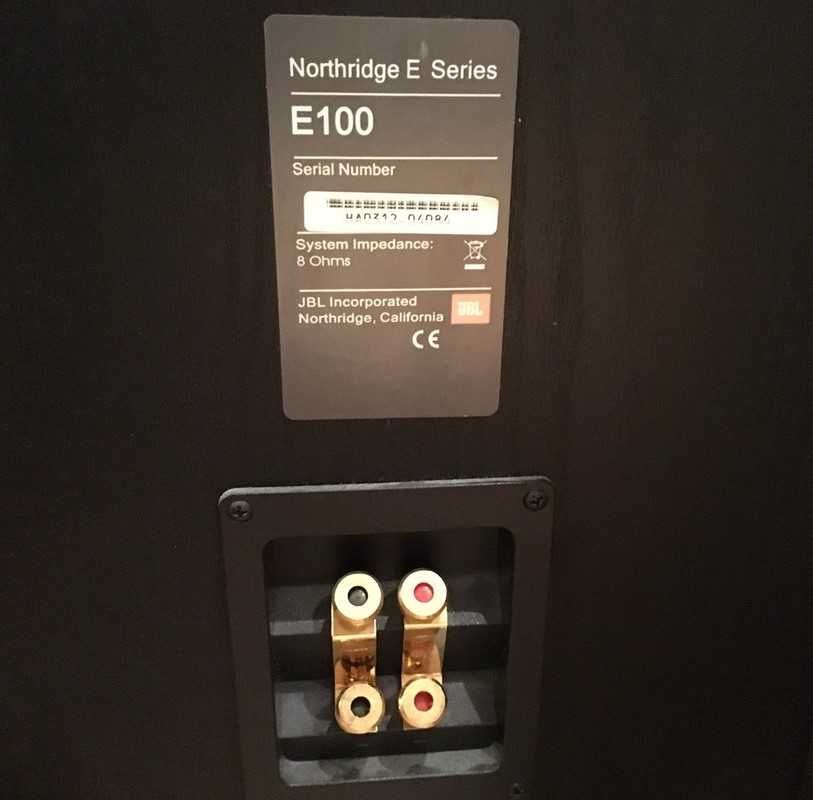 Northridge E Series
E100
Serial Number
System Impedance:
8 Ohms
JBL Incorporated
JBL
Northridge, California
CE